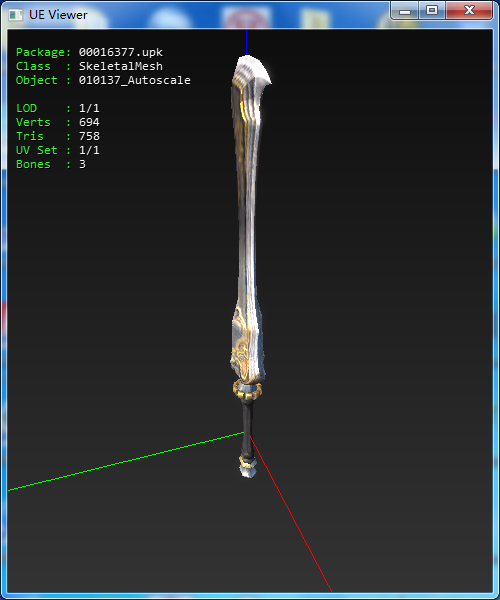 UE Viewer
Package: 00016377.upk
Class : SkeletalMesh
Object : 010137_Autoscale
LOD : 1/1
Verts : 694
Tris : 758
UV Set : 1/1
Bones : 3